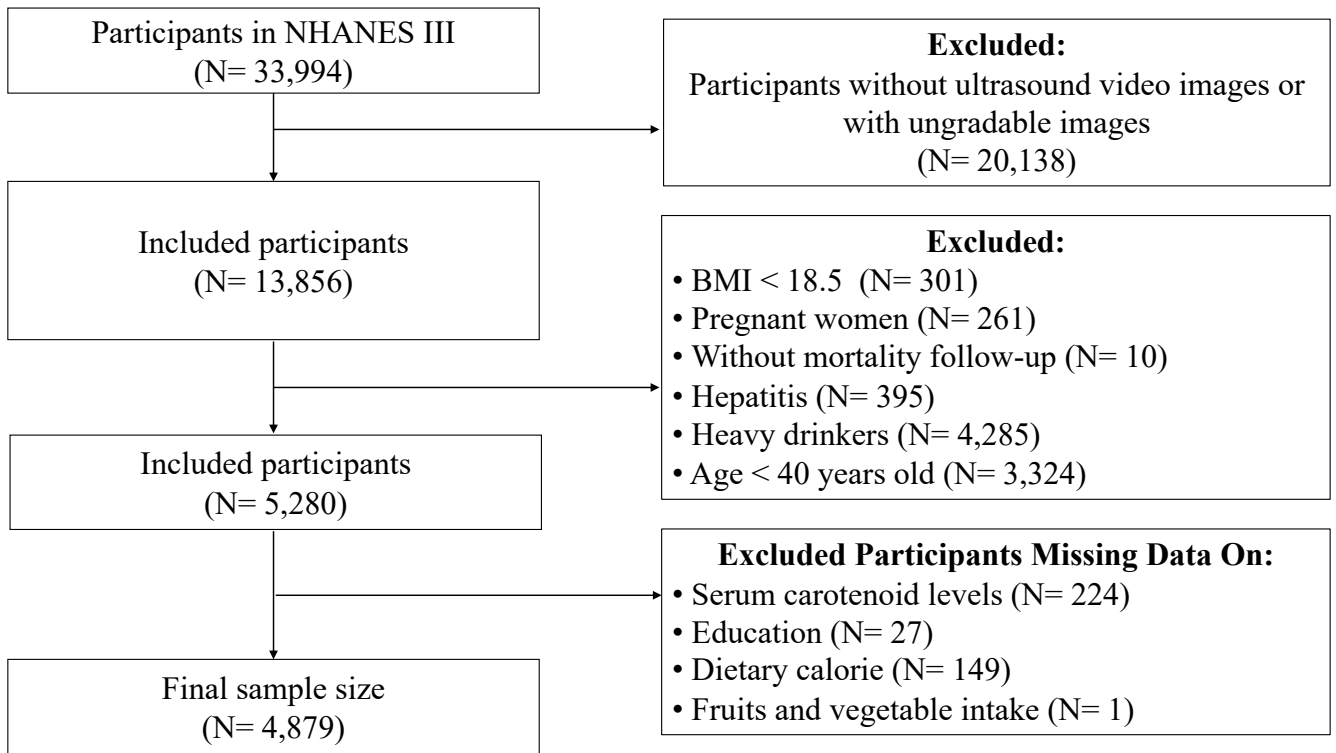 Participants in NHANES III
(N= 33,994)
Excluded:
Participants without ultrasound video images or
with ungradable images
(N= 20,138)
Included participants
(N= 13,856)
Excluded:
• BMI < 18.5 (N= 301)
• Pregnant women (N= 261)
• Without mortality follow-up (N= 10)
• Hepatitis (N= 395)
• Heavy drinkers (N= 4,285)
• Age < 40 years old (N= 3,324)
Included participants
(N= 5,280)
Excluded Participants Missing Data On:
• Serum carotenoid levels (N= 224)
• Education (N= 27)
• Dietary calorie (N= 149)
• Fruits and vegetable intake (N= 1)
Final sample size
(N= 4,879)